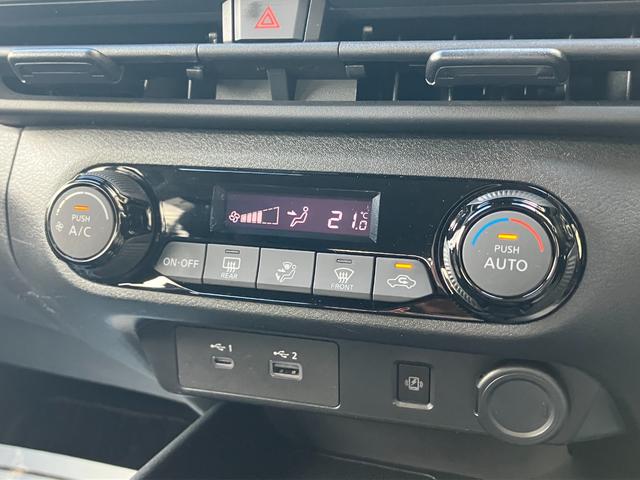 PUSH
A/C
21.0
°C
PUSH
AUTO
ON-OFF
REAR
FRONT
1
2